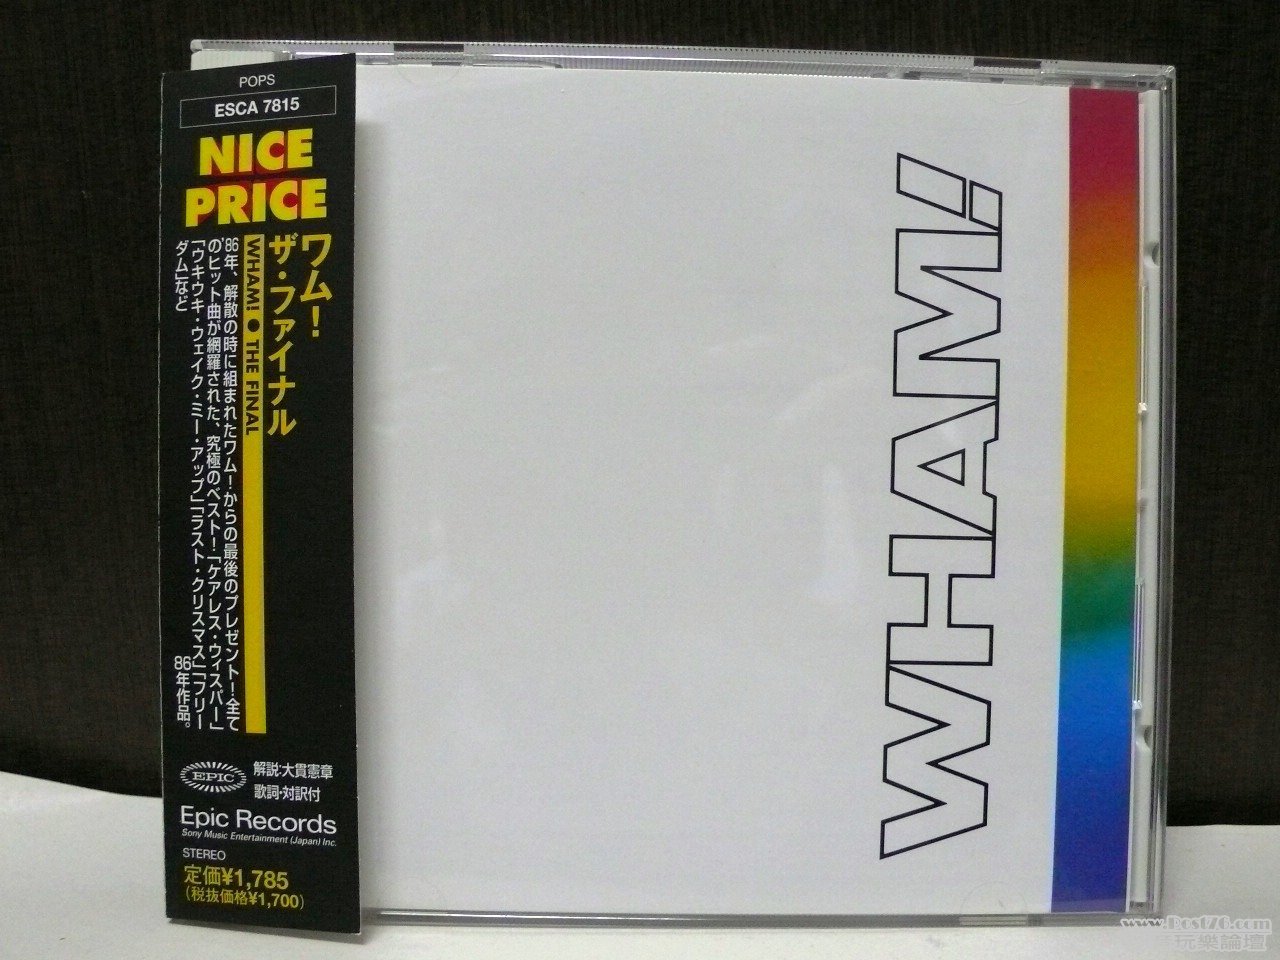 POPS
ESCA 7815
NICE
PRICE
ワム!
ザ・ファイナル
WHAM! ● THE FINAL
'86年、解散の時に組まれたワム!からの最後のプレゼント!全て
のヒット曲が網羅された、究極のベスト!「ケアレス・ウィスパー」
「ウキウキ・ウェイク・ミー・アップ」「ラスト・クリスマス」「フリー
ダム」など
86年作品。
EPIC
解説:大貫憲章
歌詞・対訳付
Epic Records
Sony Music Entertainment (Japan) Inc.
STEREO
定価¥1,785
(税抜価格¥1,700)
WHAM!
www.Post76.com
玩樂論壇